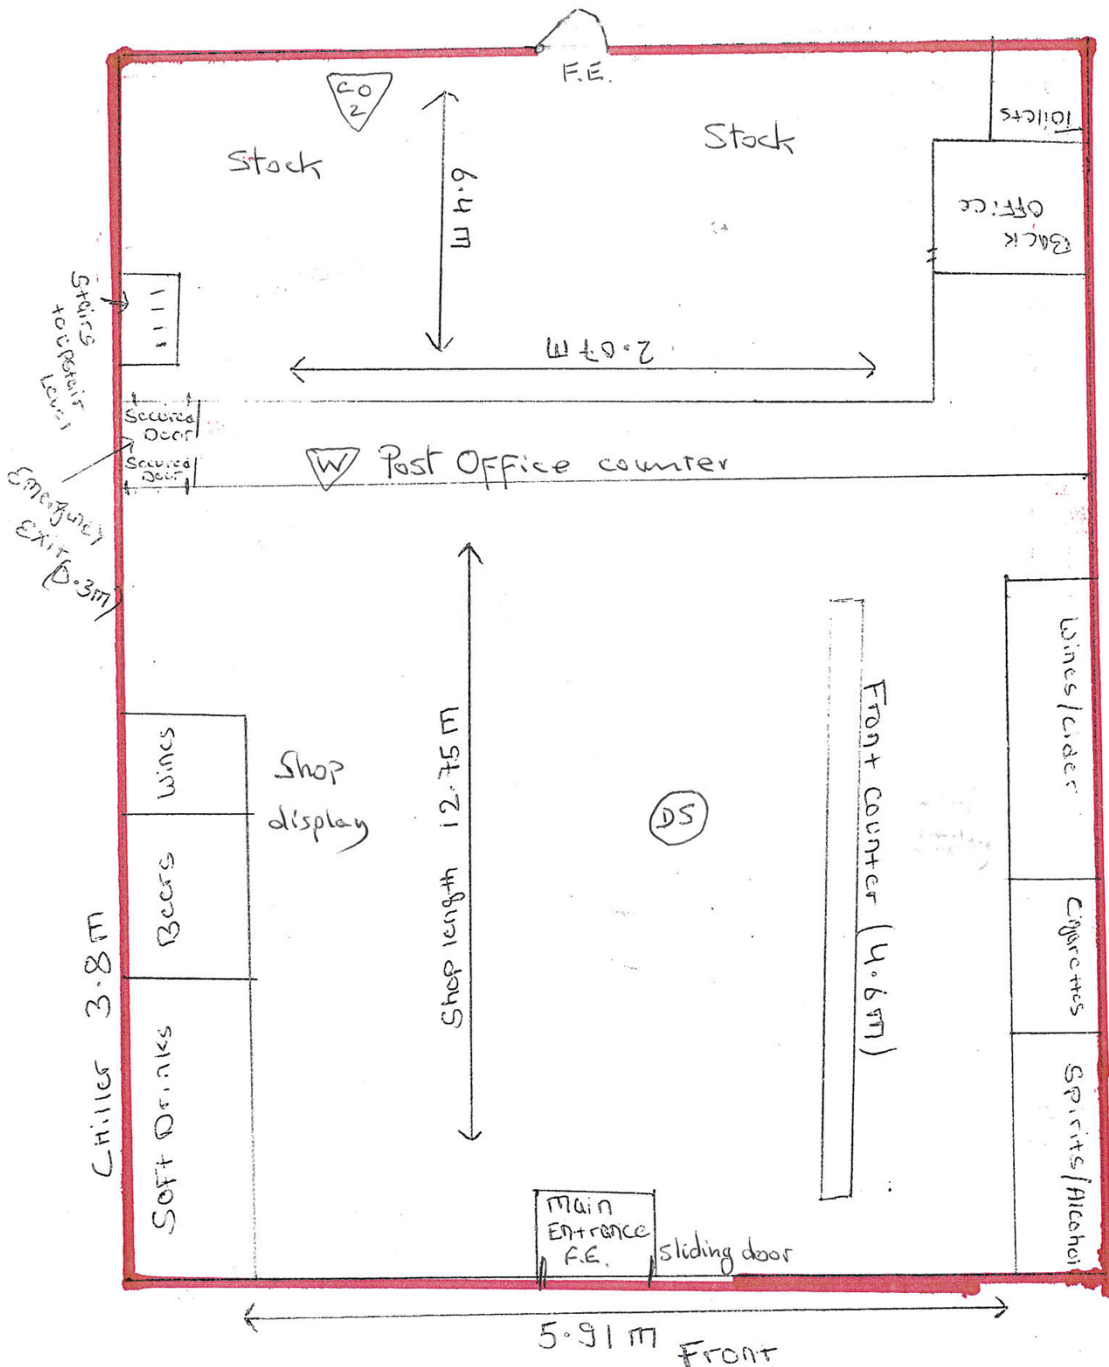 F.E.
CO
2
Stock
Stock
toilets
BACK
OFFICE
6.4 M
2.07 M
Stairs
to upstair
Level
Secured
Door
Secured
Door
W
Post Office counter
Emergency
Exit
(0.3m)
Wines/Cider
Wines
Shop
display
Shop length 12.75 M
DS
Front Counter (4.6 M)
Beers
Cigarettes
CHiller 3.8 M
SOFT Drinks
Spirits/Alcohol
Main
Entrance
F.E.
sliding door
5.91 M
Front